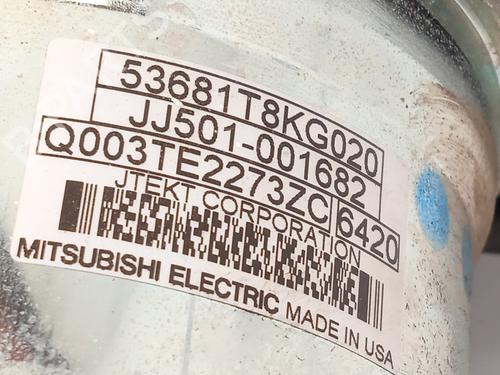 53681T8KG020
JJ501-001682
Q003TE2273ZC 6420
JTEKT CORPORATION
MITSUBISHI ELECTRIC MADE IN USA